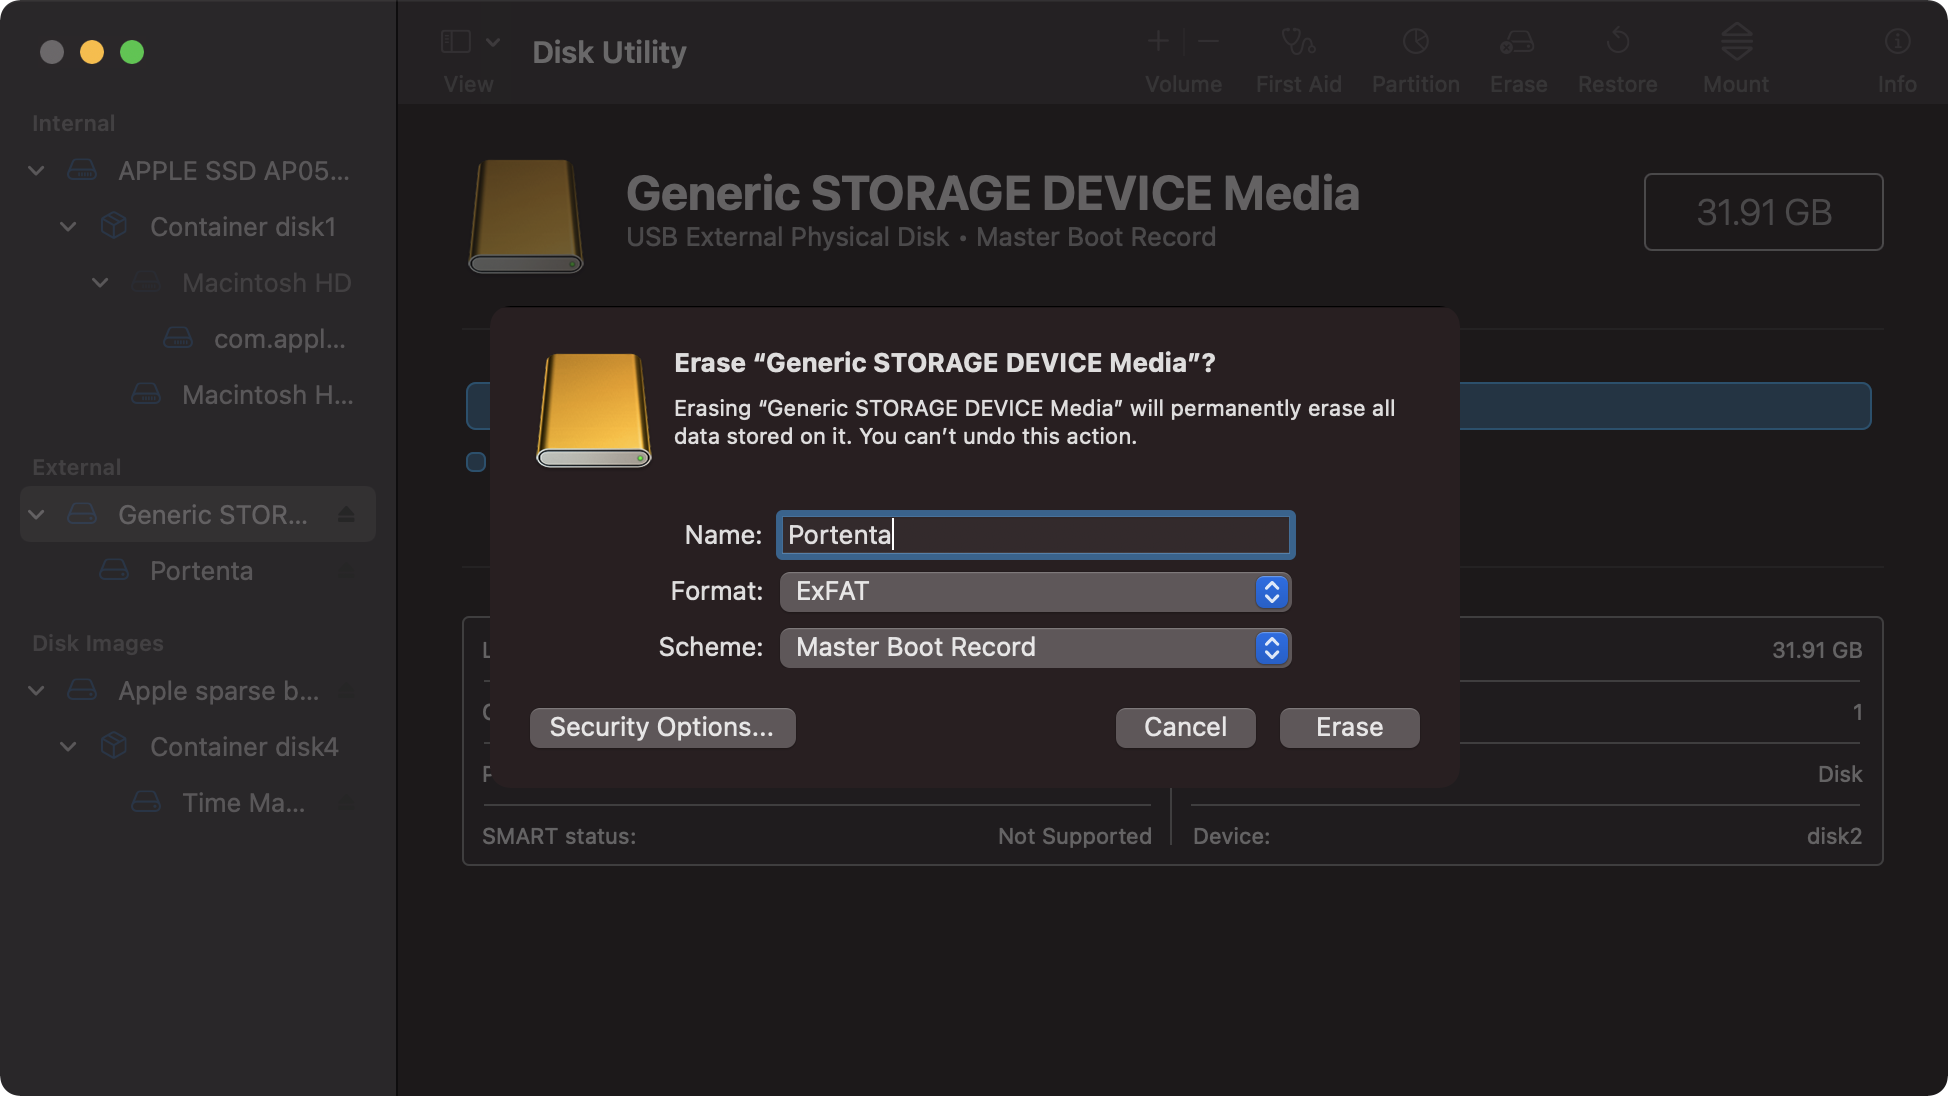 Disk Utility
View
Volume
First Aid
Partition
Erase
Restore
Mount
Info
Internal
APPLE SSD AP05...
Container disk1
Macintosh HD
com.appl...
Macintosh H...
External
Generic STOR...
Portenta
Disk Images
Apple sparse b...
Container disk4
Time Ma...
Generic STORAGE DEVICE Media
USB External Physical Disk • Master Boot Record
31.91 GB
Erase “Generic STORAGE DEVICE Media”?
Erasing “Generic STORAGE DEVICE Media” will permanently erase all
data stored on it. You can’t undo this action.
Name: Portenta
Format: ExFAT
Scheme: Master Boot Record
Security Options...
Cancel
Erase
31.91 GB
1
Disk
SMART status: Not Supported
Device: disk2